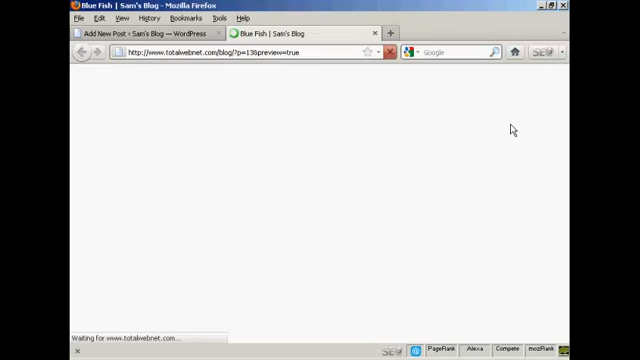 Blue Fish | Sam's Blog - Mozilla Firefox
File Edit View History Bookmarks Tools Help
Add New Post ‹ Sam's Blog — WordPress Blue Fish | Sam's Blog
http://www.totalwebnet.com/blog/?p=13&preview=true Google SEO
Waiting for www.totalwebnet.com...
SEO PageRank Alexa Compete mozRank